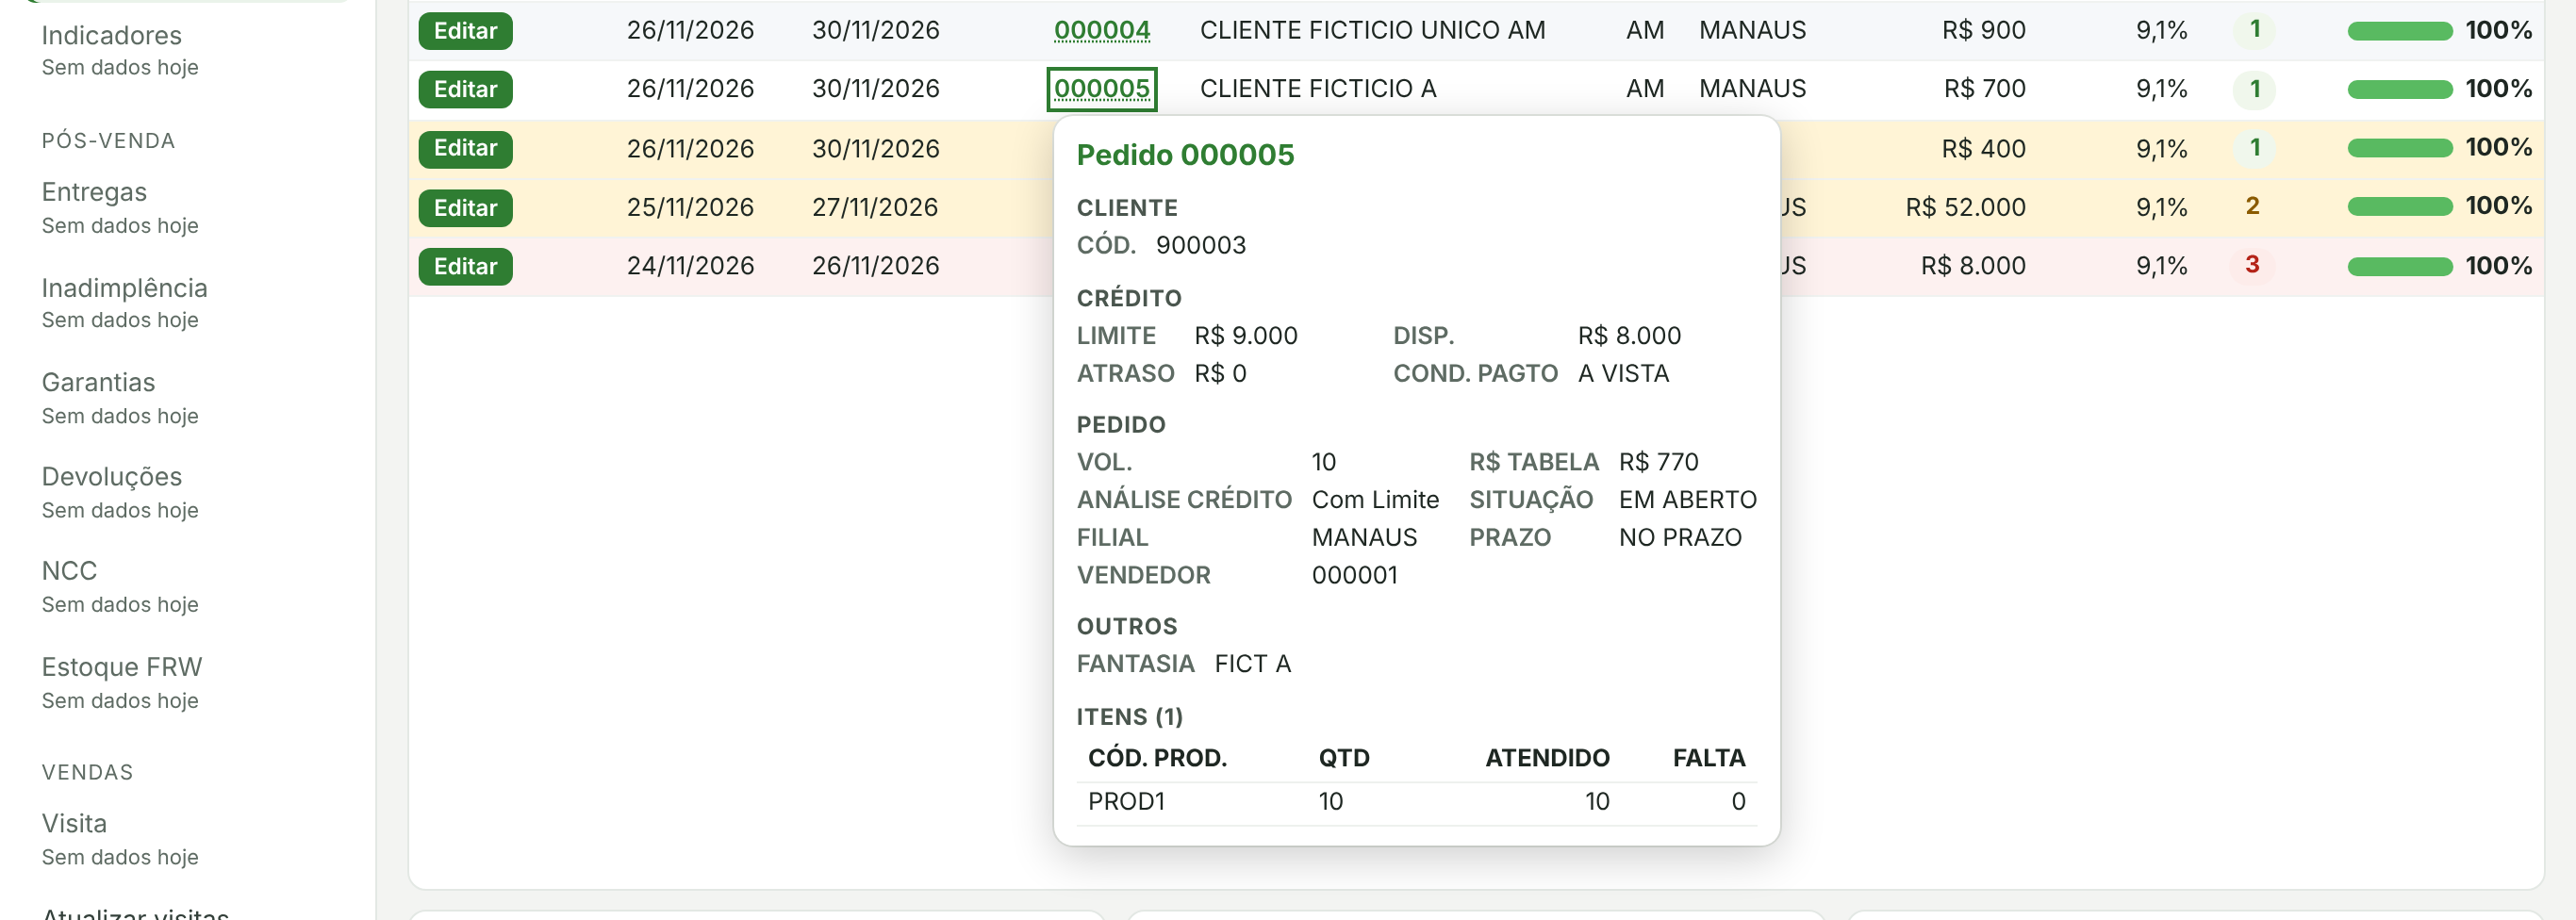 Indicadores
Sem dados hoje
PÓS-VENDA
Entregas
Sem dados hoje
Inadimplência
Sem dados hoje
Garantias
Sem dados hoje
Devoluções
Sem dados hoje
NCC
Sem dados hoje
Estoque FRW
Sem dados hoje
VENDAS
Visita
Sem dados hoje
Atualizar visitas
Editar 26/11/2026 30/11/2026 000004 CLIENTE FICTICIO UNICO AM AM MANAUS R$ 900 9,1% 1 100%
Editar 26/11/2026 30/11/2026 000005 CLIENTE FICTICIO A AM MANAUS R$ 700 9,1% 1 100%
Editar 26/11/2026 30/11/2026 R$ 400 9,1% 1 100%
Editar 25/11/2026 27/11/2026 US R$ 52.000 9,1% 2 100%
Editar 24/11/2026 26/11/2026 US R$ 8.000 9,1% 3 100%
Pedido 000005
CLIENTE
CÓD. 900003
CRÉDITO
LIMITE R$ 9.000 DISP. R$ 8.000
ATRASO R$ 0 COND. PAGTO A VISTA
PEDIDO
VOL. 10 R$ TABELA R$ 770
ANÁLISE CRÉDITO Com Limite SITUAÇÃO EM ABERTO
FILIAL MANAUS PRAZO NO PRAZO
VENDEDOR 000001
OUTROS
FANTASIA FICT A
ITENS (1)
CÓD. PROD. QTD ATENDIDO FALTA
PROD1 10 10 0